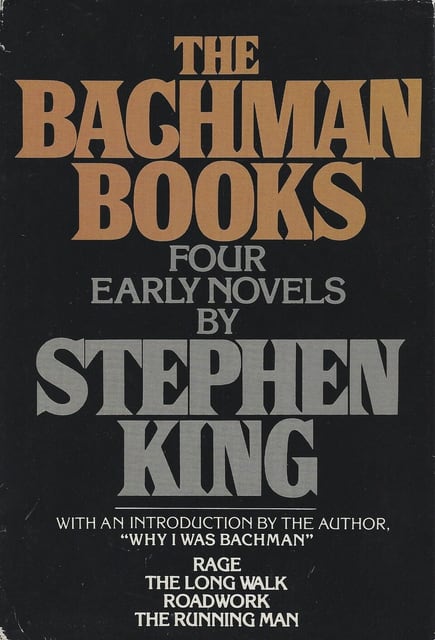 THE
BACHMAN
BOOKS
FOUR
EARLY NOVELS
BY
STEPHEN
KING
WITH AN INTRODUCTION BY THE AUTHOR,
"WHY I WAS BACHMAN"
RAGE
THE LONG WALK
ROADWORK
THE RUNNING MAN